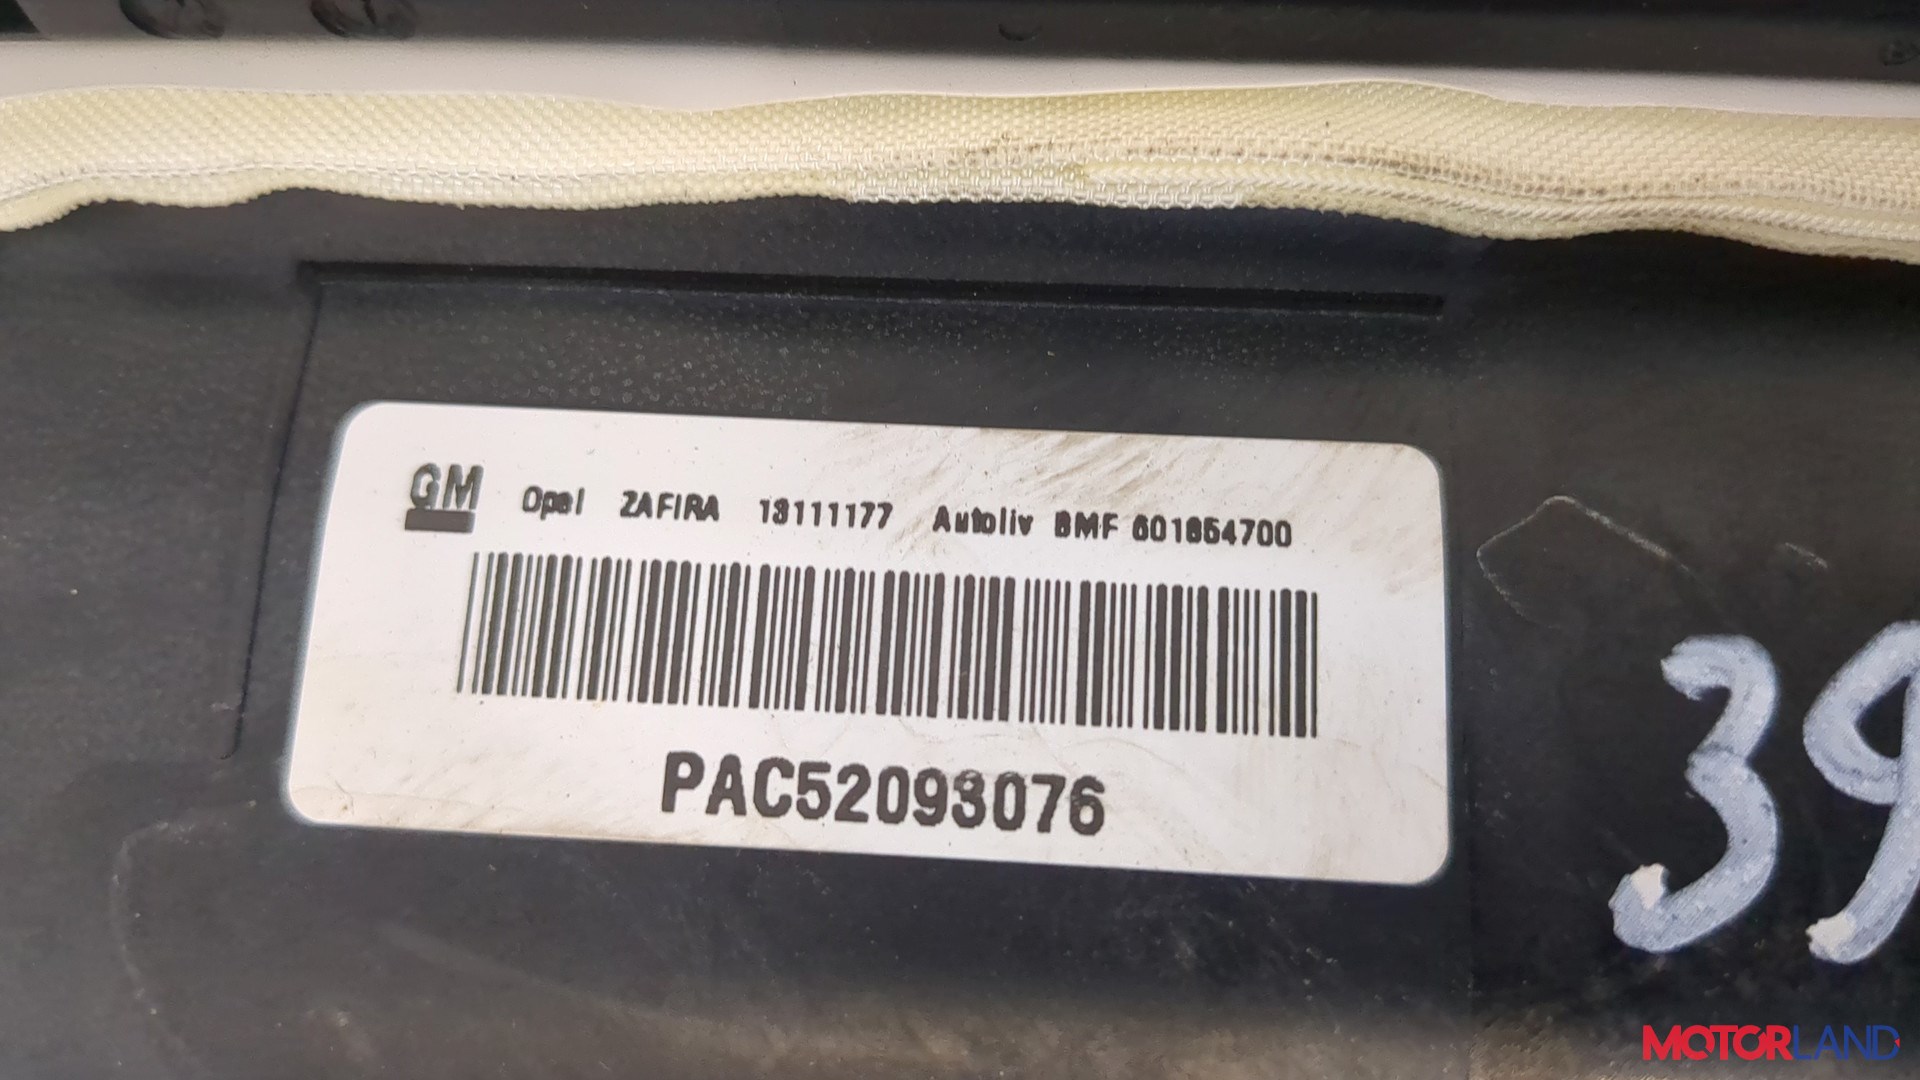 GM Opel ZAFIRA 13111177 Autoliv BMF 601654700
PAC52093076
39
MOTORLAND